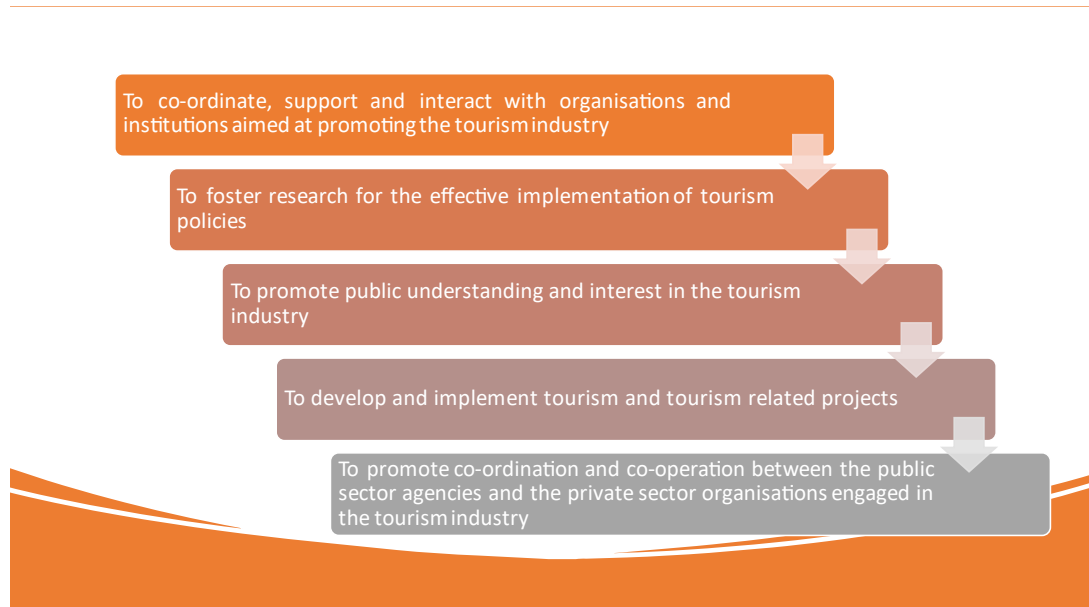 To co-ordinate, support and interact with organisations and
institutions aimed at promoting the tourism industry
To foster research for the effective implementation of tourism
policies
To promote public understanding and interest in the tourism
industry
To develop and implement tourism and tourism related projects
To promote co-ordination and co-operation between the public
sector agencies and the private sector organisations engaged in
the tourism industry